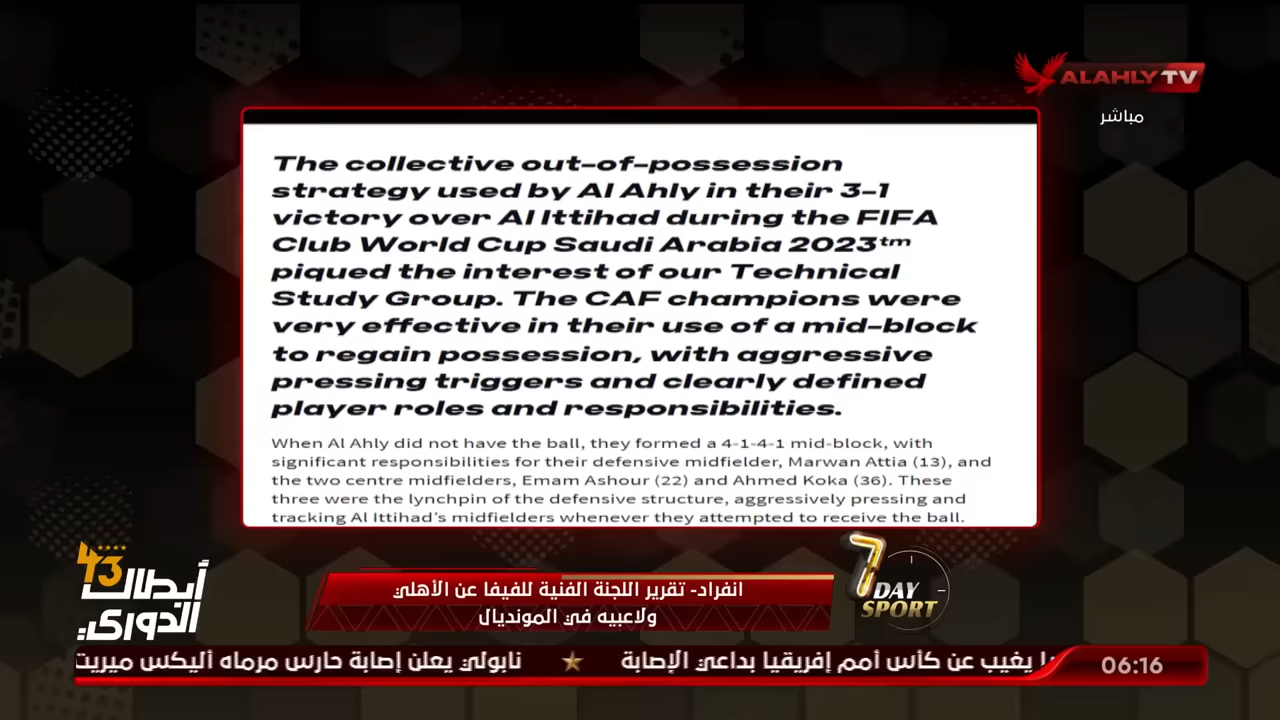 ALAHLY TV
مباشر
The collective out-of-possession
strategy used by Al Ahly in their 3-1
victory over Al Ittihad during the FIFA
Club World Cup Saudi Arabia 2023™
piqued the interest of our Technical
Study Group. The CAF champions were
very effective in their use of a mid-block
to regain possession, with aggressive
pressing triggers and clearly defined
player roles and responsibilities.
When Al Ahly did not have the ball, they formed a 4-1-4-1 mid-block, with
significant responsibilities for their defensive midfielder, Marwan Attia (13), and
the two centre midfielders, Emam Ashour (22) and Ahmed Koka (36). These
three were the lynchpin of the defensive structure, aggressively pressing and
tracking Al Ittihad's midfielders whenever they attempted to receive the ball.
43
أبطال
الدوري
انفراد- تقرير اللجنة الفنية للفيفا عن الأهلي
ولاعبيه في المونديال
7
DAY
SPORT
يغيب عن كأس أمم إفريقيا بداعي الإصابة ★ نابولي يعلن إصابة حارس مرماه أليكس ميريت
06:16